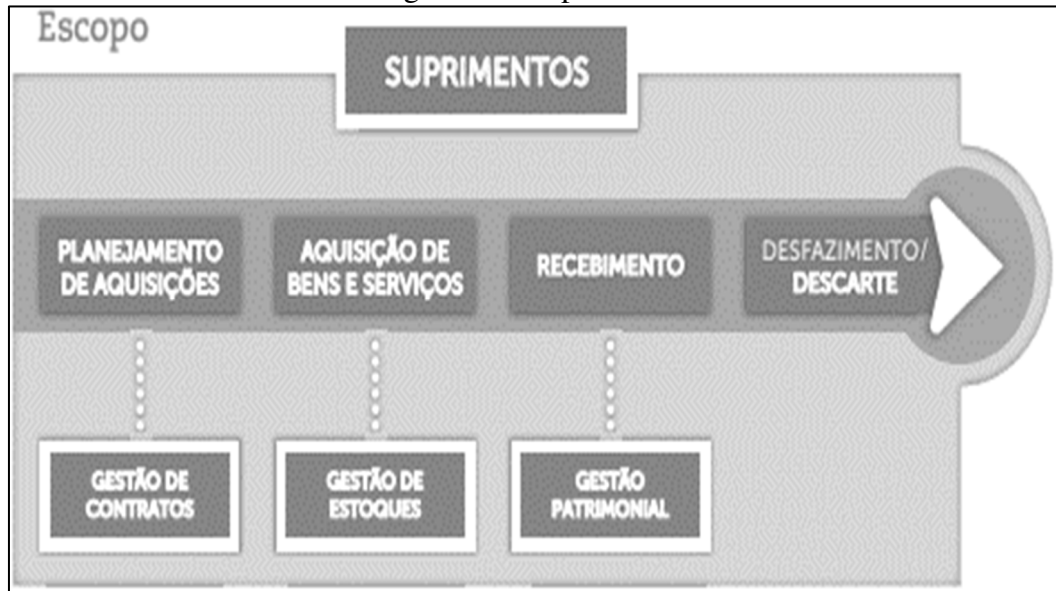 Escopo
SUPRIMENTOS
PLANEJAMENTO
DE AQUISIÇÕES
AQUISIÇÃO DE
BENS E SERVIÇOS
RECEBIMENTO
DESFAZIMENTO/
DESCARTE
GESTÃO DE
CONTRATOS
GESTÃO DE
ESTOQUES
GESTÃO
PATRIMONIAL